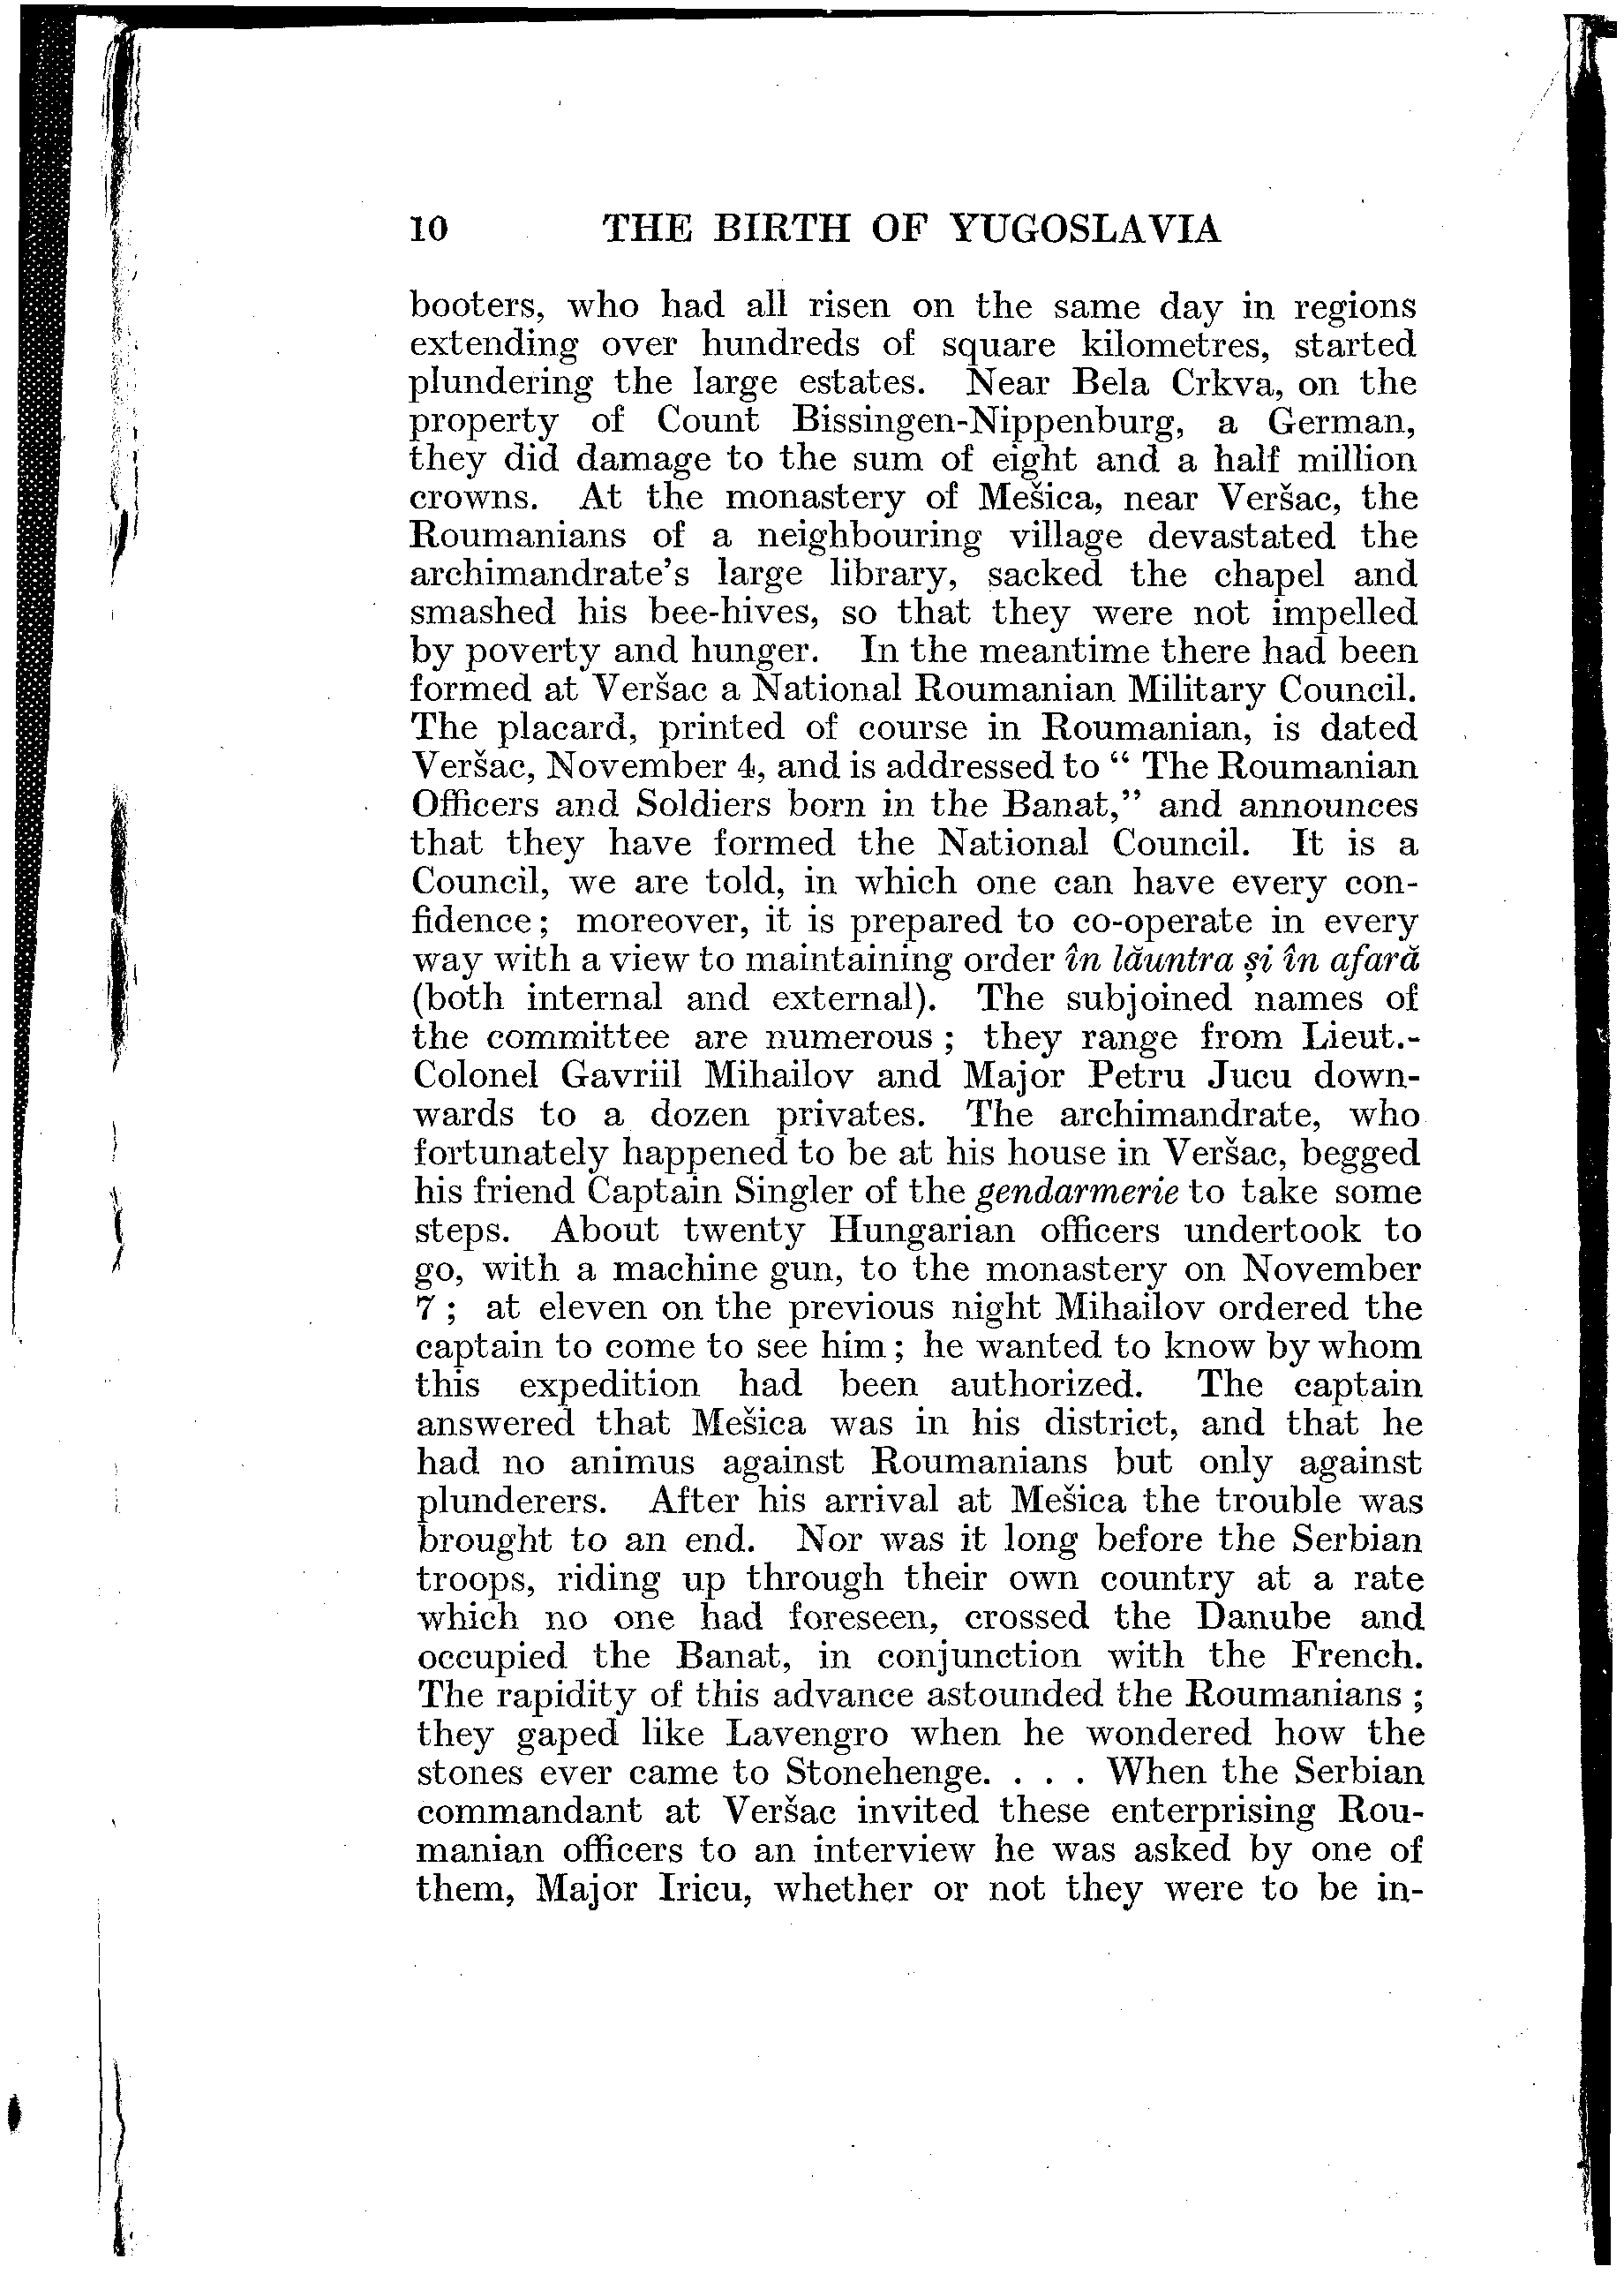 10 THE BIRTH OF YUGOSLAVIA
booters, who had all risen on the same day in regions
extending over hundreds of square kilometres, started
plundering the large estates. Near Bela Crkva, on the
property of Count Bissingen-Nippenburg, a German,
they did damage to the sum of eight and a half million
crowns. At the monastery of Mešica, near Veršac, the
Roumanians of a neighbouring village devastated the
archimandrate's large library, sacked the chapel and
smashed his bee-hives, so that they were not impelled
by poverty and hunger. In the meantime there had been
formed at Veršac a National Roumanian Military Council.
The placard, printed of course in Roumanian, is dated
Veršac, November 4, and is addressed to “ The Roumanian
Officers and Soldiers born in the Banat,” and announces
that they have formed the National Council. It is a
Council, we are told, in which one can have every con-
fidence; moreover, it is prepared to co-operate in every
way with a view to maintaining order în lăuntra și în afară
(both internal and external). The subjoined names of
the committee are numerous ; they range from Lieut.-
Colonel Gavriil Mihailov and Major Petru Jucu down-
wards to a dozen privates. The archimandrate, who
fortunately happened to be at his house in Veršac, begged
his friend Captain Singler of the gendarmerie to take some
steps. About twenty Hungarian officers undertook to
go, with a machine gun, to the monastery on November
7 ; at eleven on the previous night Mihailov ordered the
captain to come to see him; he wanted to know by whom
this expedition had been authorized. The captain
answered that Mešica was in his district, and that he
had no animus against Roumanians but only against
plunderers. After his arrival at Mešica the trouble was
brought to an end. Nor was it long before the Serbian
troops, riding up through their own country at a rate
which no one had foreseen, crossed the Danube and
occupied the Banat, in conjunction with the French.
The rapidity of this advance astounded the Roumanians ;
they gaped like Lavengro when he wondered how the
stones ever came to Stonehenge. . . . When the Serbian
commandant at Veršac invited these enterprising Rou-
manian officers to an interview he was asked by one of
them, Major Iricu, whether or not they were to be in-